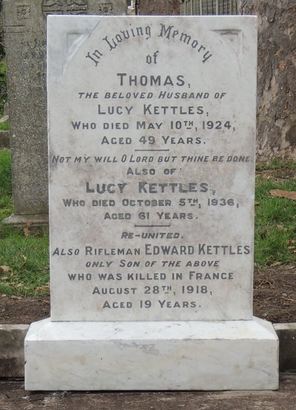 In Loving Memory
of
THOMAS,
THE BELOVED HUSBAND OF
LUCY KETTLES,
WHO DIED MAY 10TH, 1924,
AGED 49 YEARS.
NOT MY WILL O LORD BUT THINE BE DONE
ALSO OF
LUCY KETTLES,
WHO DIED OCTOBER 5TH, 1936,
AGED 61 YEARS.
RE-UNITED.
ALSO RIFLEMAN EDWARD KETTLES
ONLY SON OF THE ABOVE
WHO WAS KILLED IN FRANCE
AUGUST 28TH, 1918,
AGED 19 YEARS.